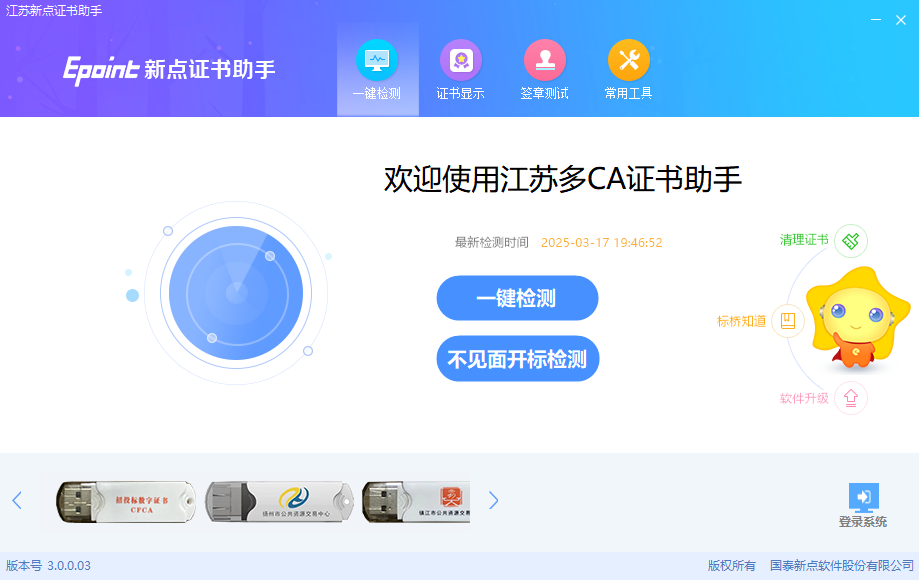 江苏新点证书助手
Epoint 新点证书助手
一键检测
证书显示
签章测试
常用工具
欢迎使用江苏多CA证书助手
最新检测时间 2025-03-17 19:46:52
一键检测
不见面开标检测
清理证书
标桥知道
软件升级
招投标数字证书
CFCA
扬州市公共资源交易中心
镇江市公共资源交易
登录系统
版本号 3.0.0.03
版权所有 国泰新点软件股份有限公司